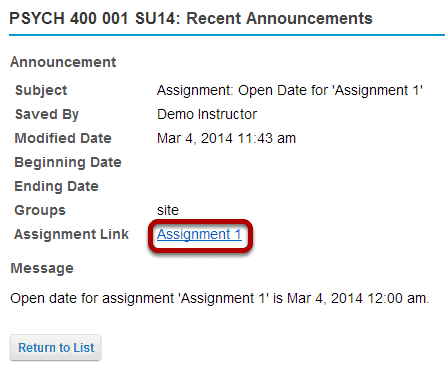 PSYCH 400 001 SU14: Recent Announcements
Announcement
Subject Assignment: Open Date for 'Assignment 1'
Saved By Demo Instructor
Modified Date Mar 4, 2014 11:43 am
Beginning Date
Ending Date
Groups site
Assignment Link Assignment 1
Message
Open date for assignment 'Assignment 1' is Mar 4, 2014 12:00 am.
Return to List